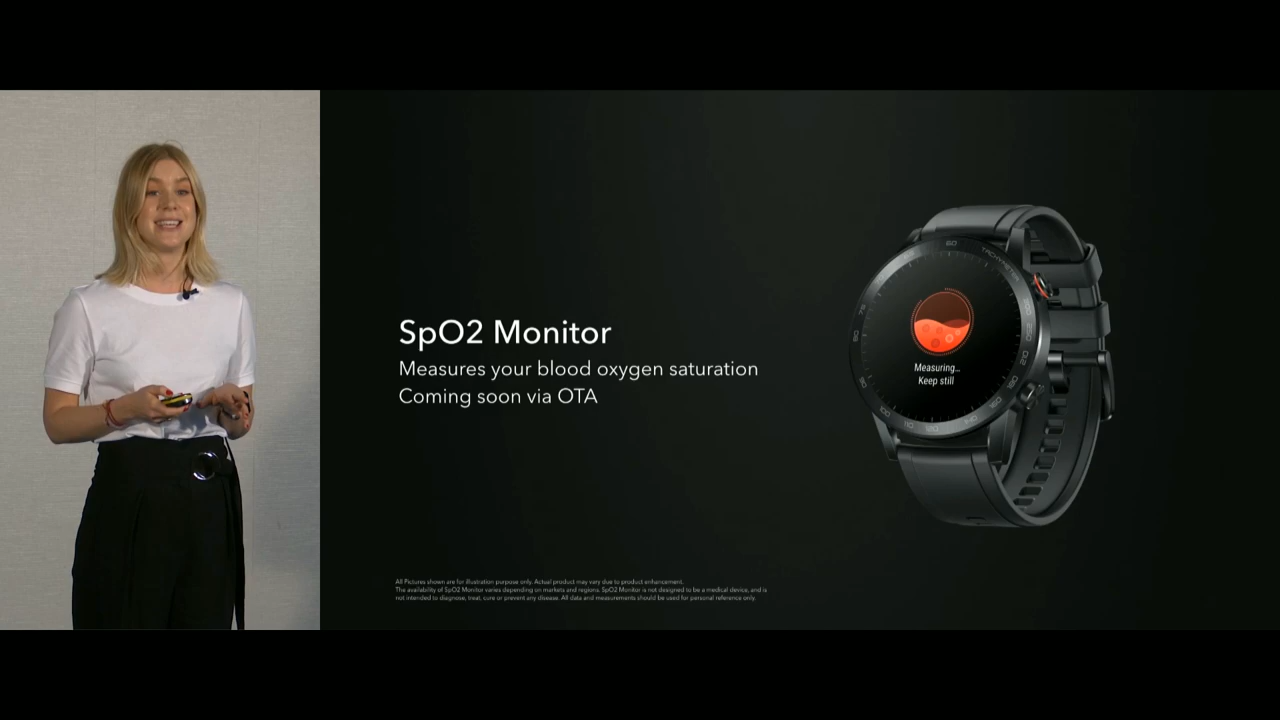 SpO2 Monitor
Measures your blood oxygen saturation
Coming soon via OTA
60
TACHYMETER
Measuring...
Keep still
All Pictures shown are for illustration purpose only. Actual product may vary due to product enhancement.
The availability of SpO2 Monitor varies depending on markets and regions. SpO2 Monitor is not designed to be a medical device, and is
not intended to diagnose, treat, cure or prevent any disease. All data and measurements should be used for personal reference only.